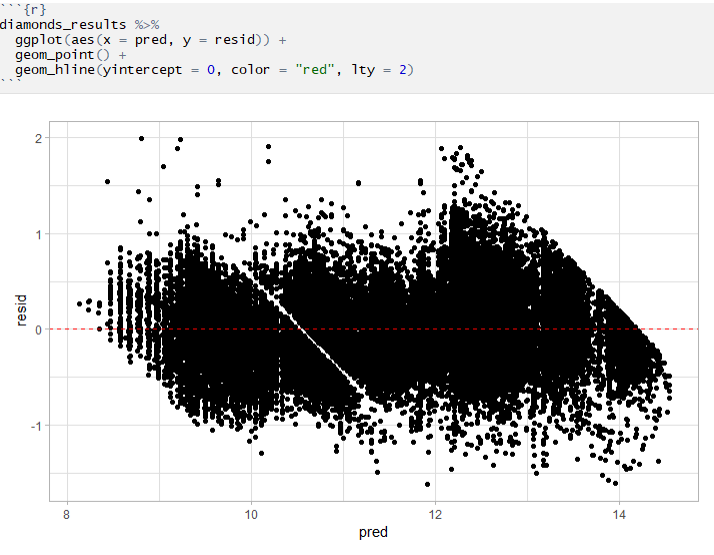 ```{r}
diamonds_results %>%
  ggplot(aes(x = pred, y = resid)) +
  geom_point() +
  geom_hline(yintercept = 0, color = "red", lty = 2)
```
2
1
0
-1
resid
8
10
12
14
pred